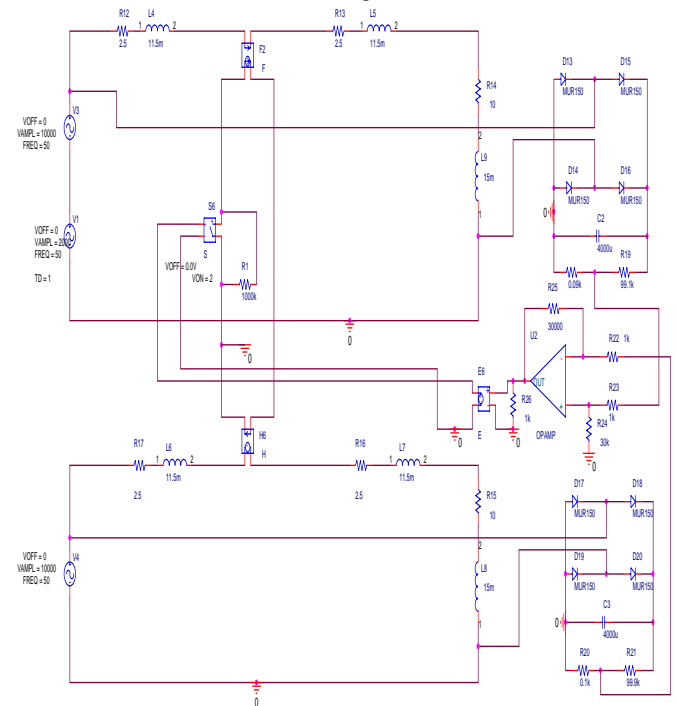 R12
2.5
L4
1 2
11.5m
F2
F
R13
2.5
L5
1 2
11.5m
R14
10
2
L9
15m
1
D13
MUR150
D15
MUR150
D14
MUR150
D16
MUR150
0
C2
4000u
0.09k
R19
99.1k
V3
VOFF = 0
VAMPL = 10000
FREQ = 50
V1
VOFF = 0
FREQ = 50
TD = 1
S6
S
VOFF = 0.0V
VON = 2
R1
1000k
0
0
R25
30000
U2
OUT
-
+
OPAMP
R22 1k
R23
1k
R24
30k
0
E6
E
R26
1k
0
0
H6
H
R17
2.5
L6
1 2
11.5m
R16
2.5
L7
1 2
11.5m
R15
10
2
L8
15m
1
V4
VOFF = 0
VAMPL = 10000
FREQ = 50
0
D17
MUR150
D18
MUR150
D19
MUR150
D20
MUR150
0
C3
4000u
R20
0.1k
R21
99.9k